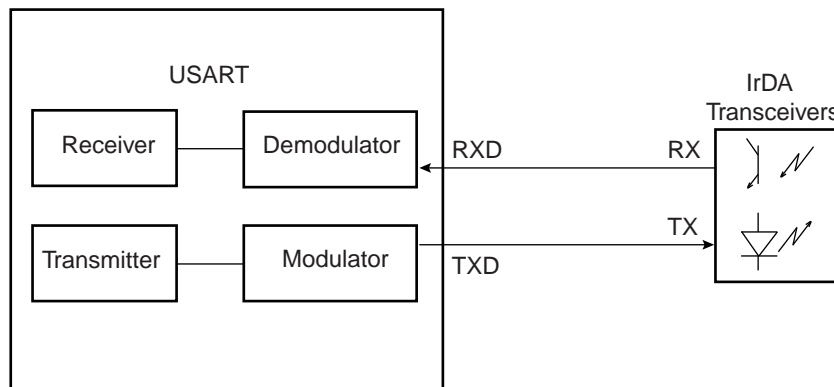 USART
IrDA
Transceivers
Receiver
Demodulator
RXD
RX
Transmitter
Modulator
TXD
TX